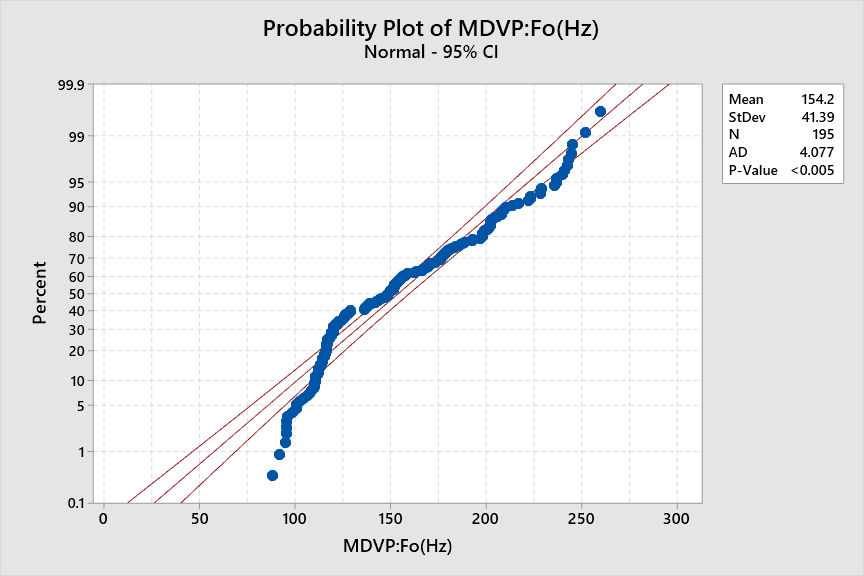 Probability Plot of MDVP:Fo(Hz)
Normal - 95% CI
Mean 154.2
StDev 41.39
N 195
AD 4.077
P-Value <0.005
Percent
99.9
99
95
90
80
70
60
50
40
30
20
10
5
1
0.1
0 50 100 150 200 250 300
MDVP:Fo(Hz)